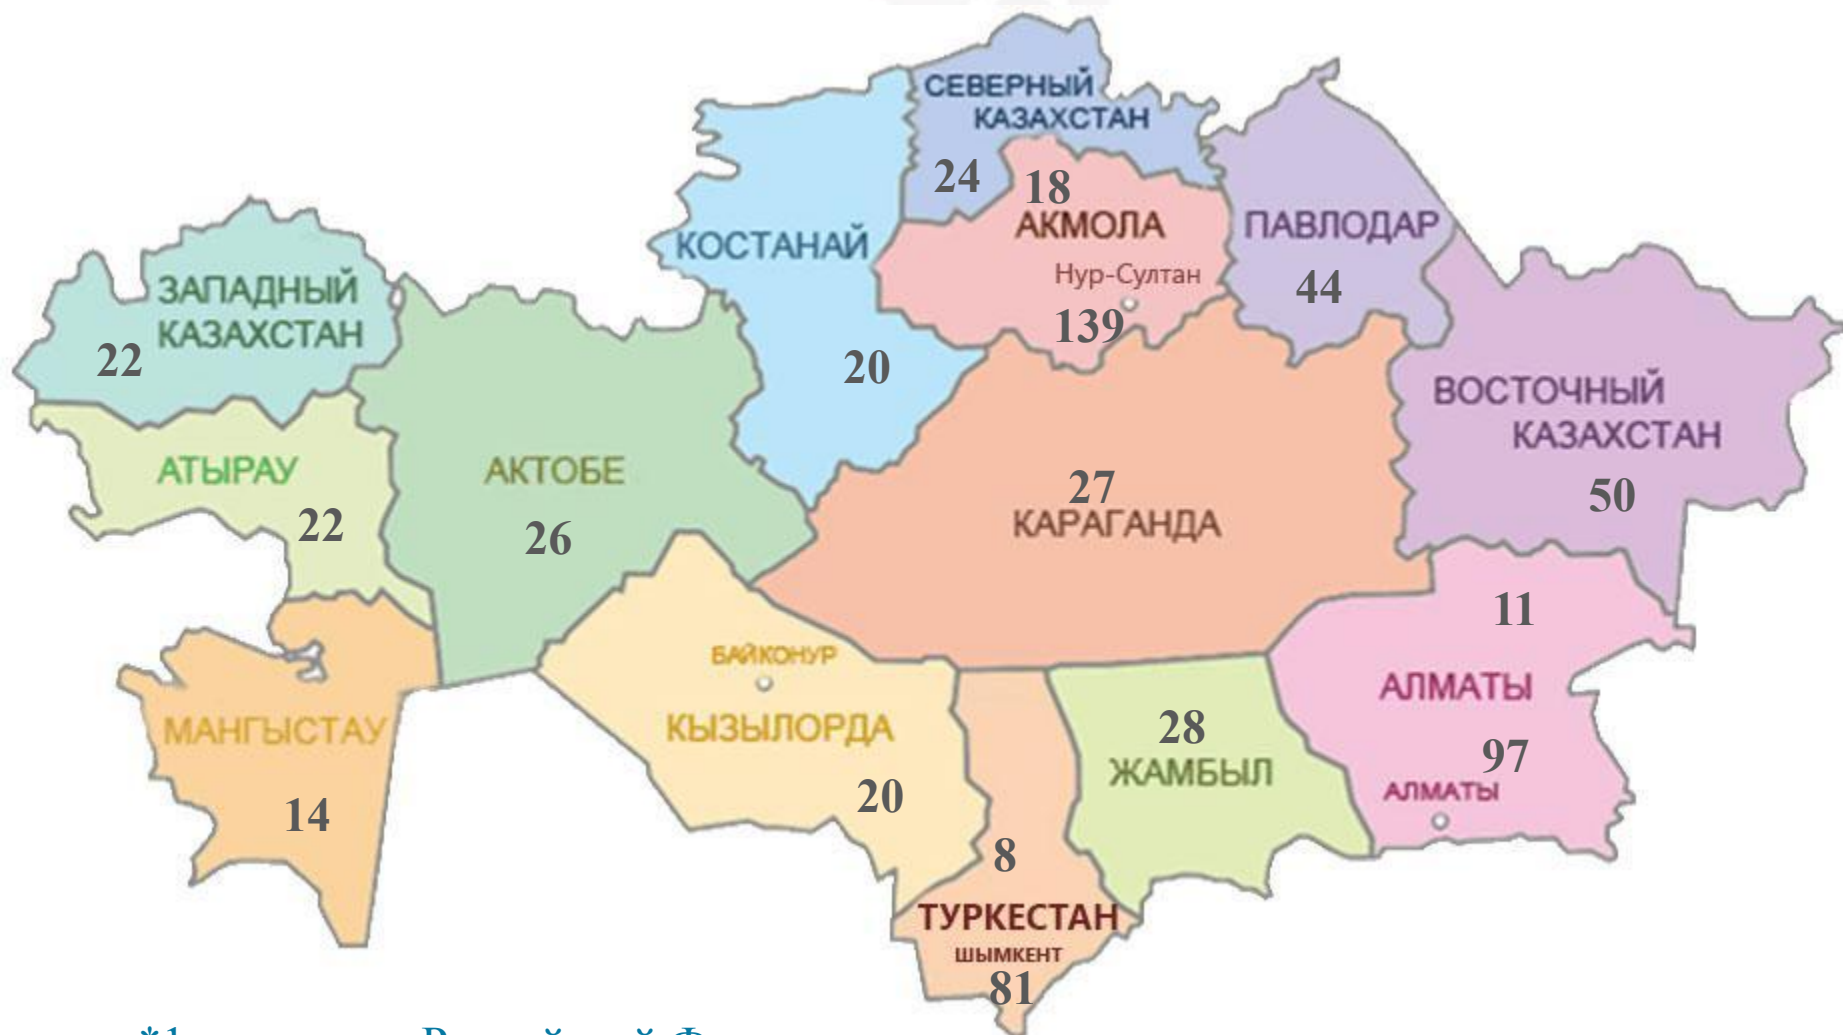 СЕВЕРНЫЙ
КАЗАХСТАН
24
18
АКМОЛА
Нур-Султан
139
КОСТАНАЙ
20
ПАВЛОДАР
44
ЗАПАДНЫЙ
КАЗАХСТАН
22
АТЫРАУ
22
АКТОБЕ
26
27
КАРАГАНДА
ВОСТОЧНЫЙ
КАЗАХСТАН
50
11
АЛМАТЫ
97
АЛМАТЫ
БАЙКОНУР
КЫЗЫЛОРДА
20
МАНГЫСТАУ
14
28
ЖАМБЫЛ
8
ТУРКЕСТАН
ШЫМКЕНТ
81
*1